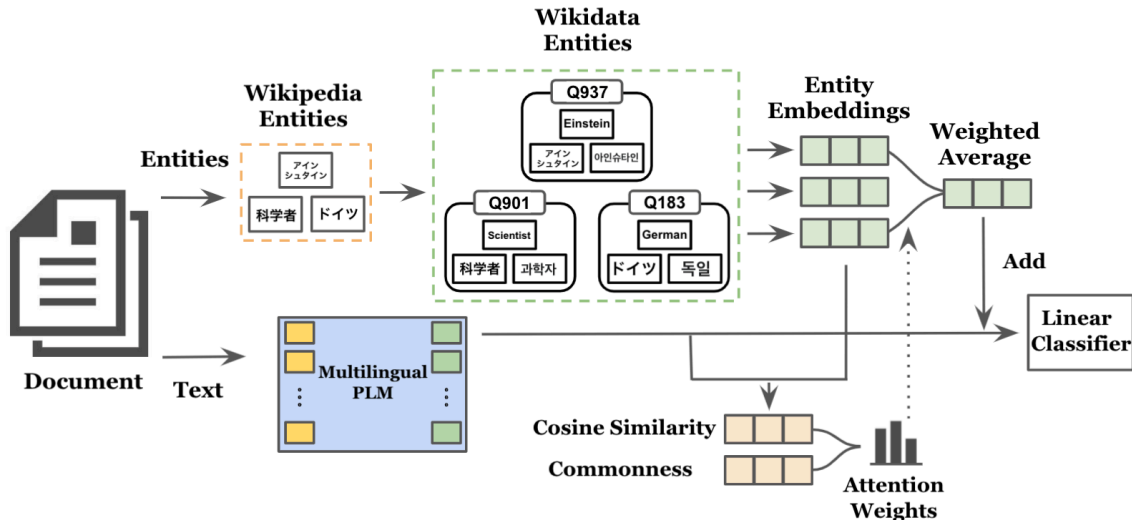 Wikidata
Entities
Wikipedia
Entities
Entities
アイン
シュタイン
科学者
ドイツ
Q937
Einstein
アイン
シュタイン
아인슈타인
Q901
Scientist
科学者
과학자
Q183
German
ドイツ
독일
Entity
Embeddings
Weighted
Average
Add
Linear
Classifier
Document
Text
Multilingual
PLM
Cosine Similarity
Commonness
Attention
Weights